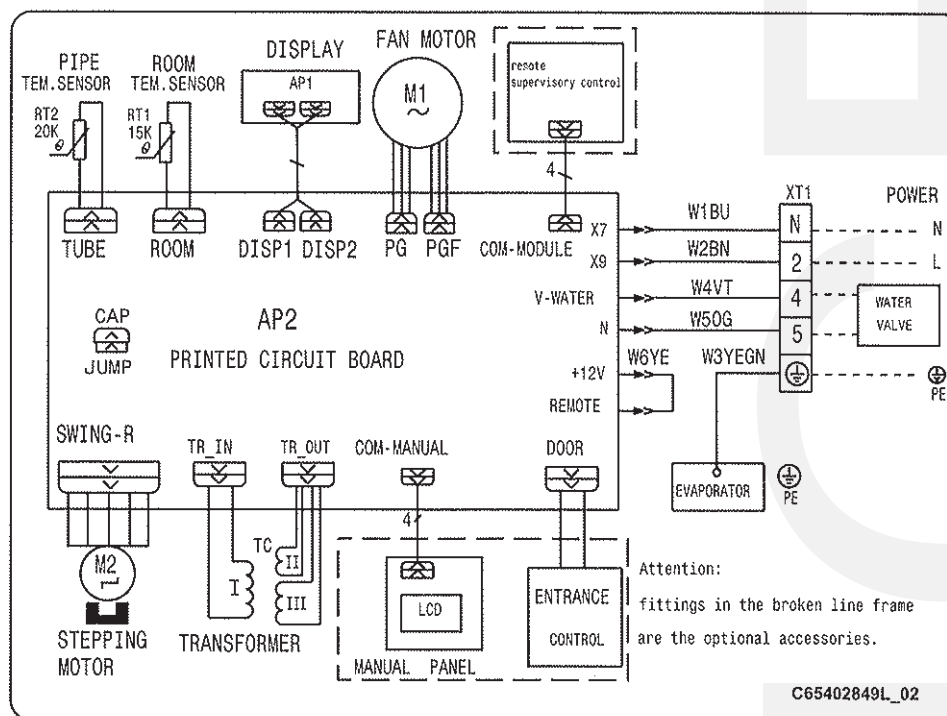 PIPE
TEM.SENSOR
ROOM
TEM.SENSOR
DISPLAY
FAN MOTOR
RT2
20K
θ
RT1
15K
θ
AP1
M1
~
remote
supervisory control
4
TUBE
ROOM
DISP1
DISP2
PG
PGF
COM-MODULE
X7
X9
V-WATER
N
+12V
REMOTE
W1BU
W2BN
W4VT
W5OG
W6YE
W3YEGN
XT1
N
2
4
5
POWER
N
L
WATER
VALVE
PE
CAP
JUMP
AP2
PRINTED CIRCUIT BOARD
SWING-R
TR_IN
TR_OUT
COM-MANUAL
DOOR
EVAPORATOR
PE
M2
STEPPING
MOTOR
I
TC
II
III
TRANSFORMER
4
LCD
MANUAL PANEL
ENTRANCE
CONTROL
Attention:
fittings in the broken line frame
are the optional accessories.
C65402849L_02